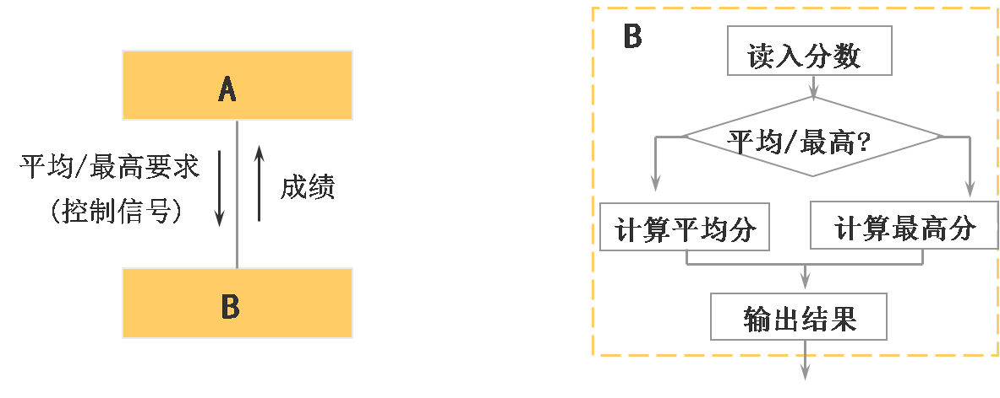 A
平均/最高要求
(控制信号)
成绩
B
B
读入分数
平均/最高?
计算平均分
计算最高分
输出结果